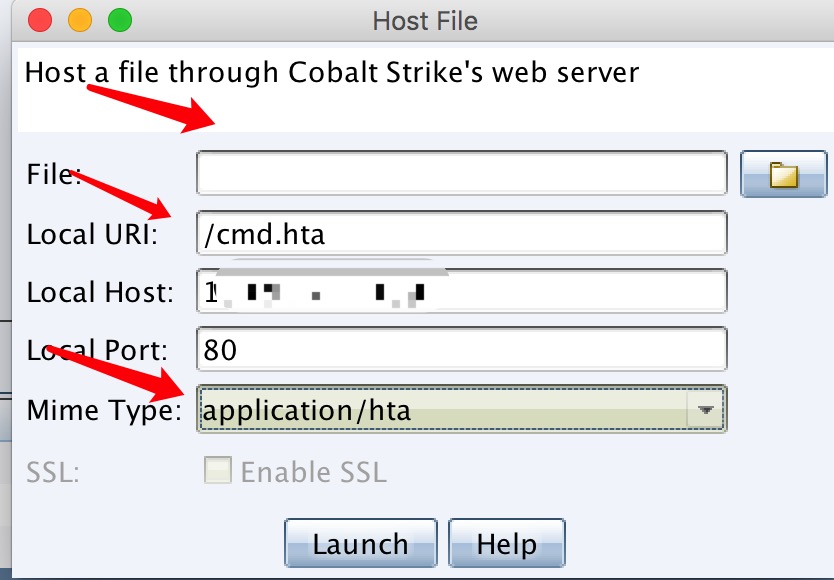 Host File
Host a file through Cobalt Strike's web server
File:
Local URI: /cmd.hta
Local Host: 1
Local Port: 80
Mime Type: application/hta
SSL: Enable SSL
Launch Help